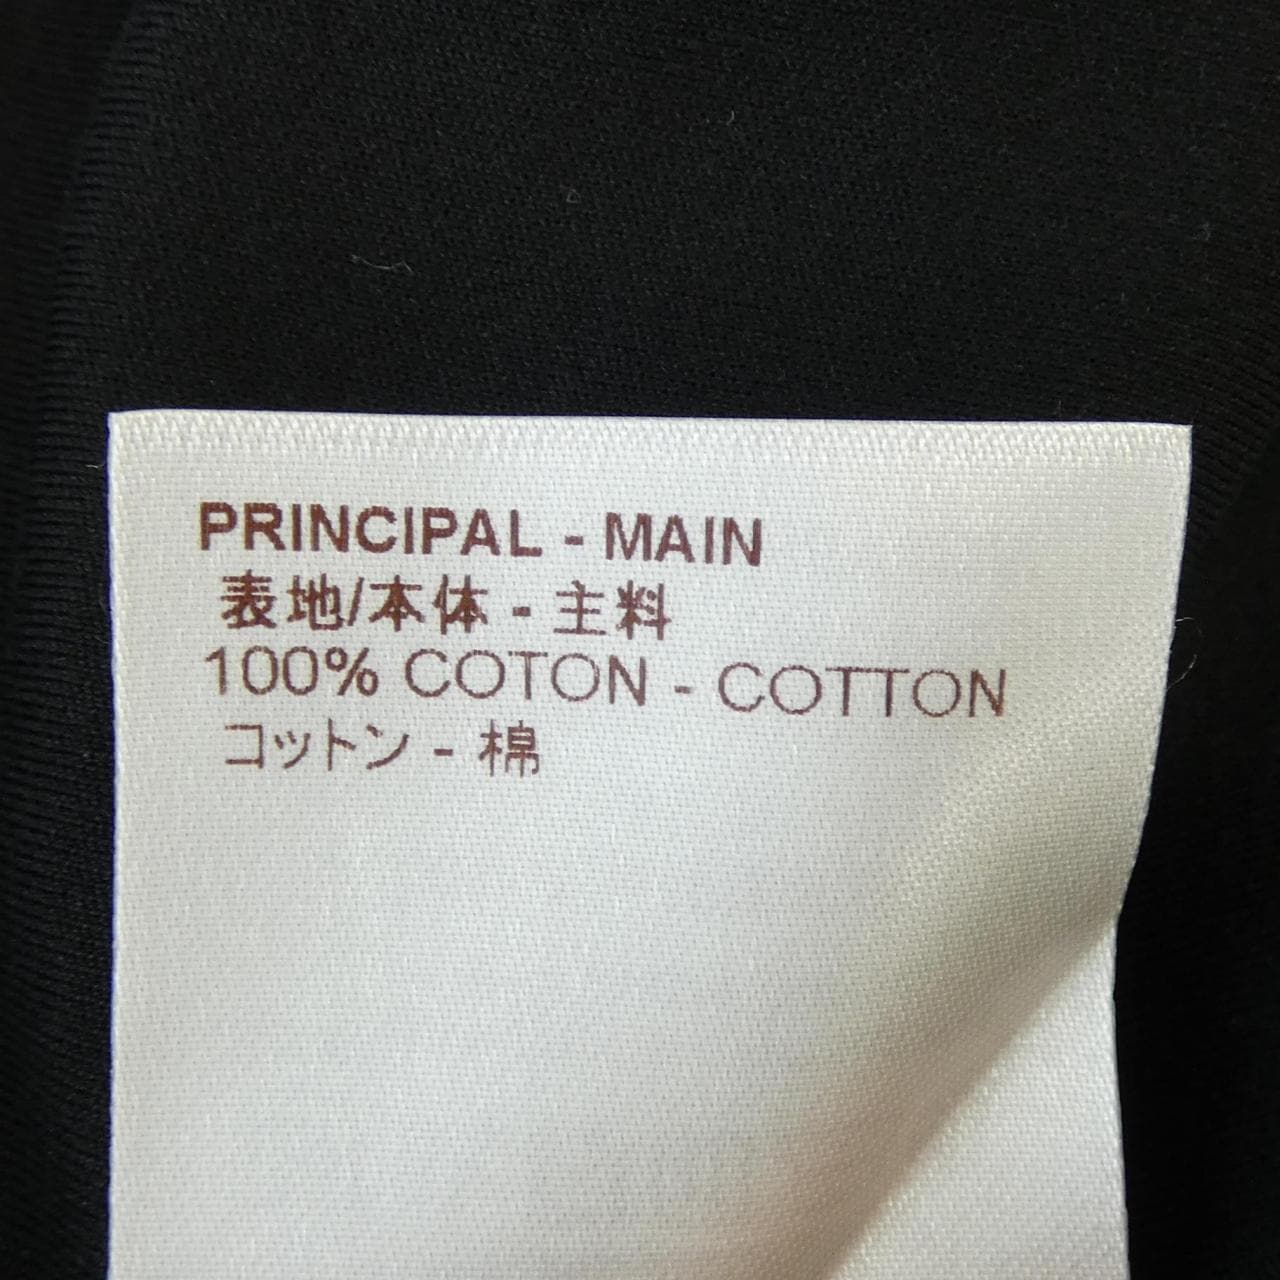 PRINCIPAL - MAIN
表地/本体 - 主料
100% COTON - COTTON
コットン - 棉